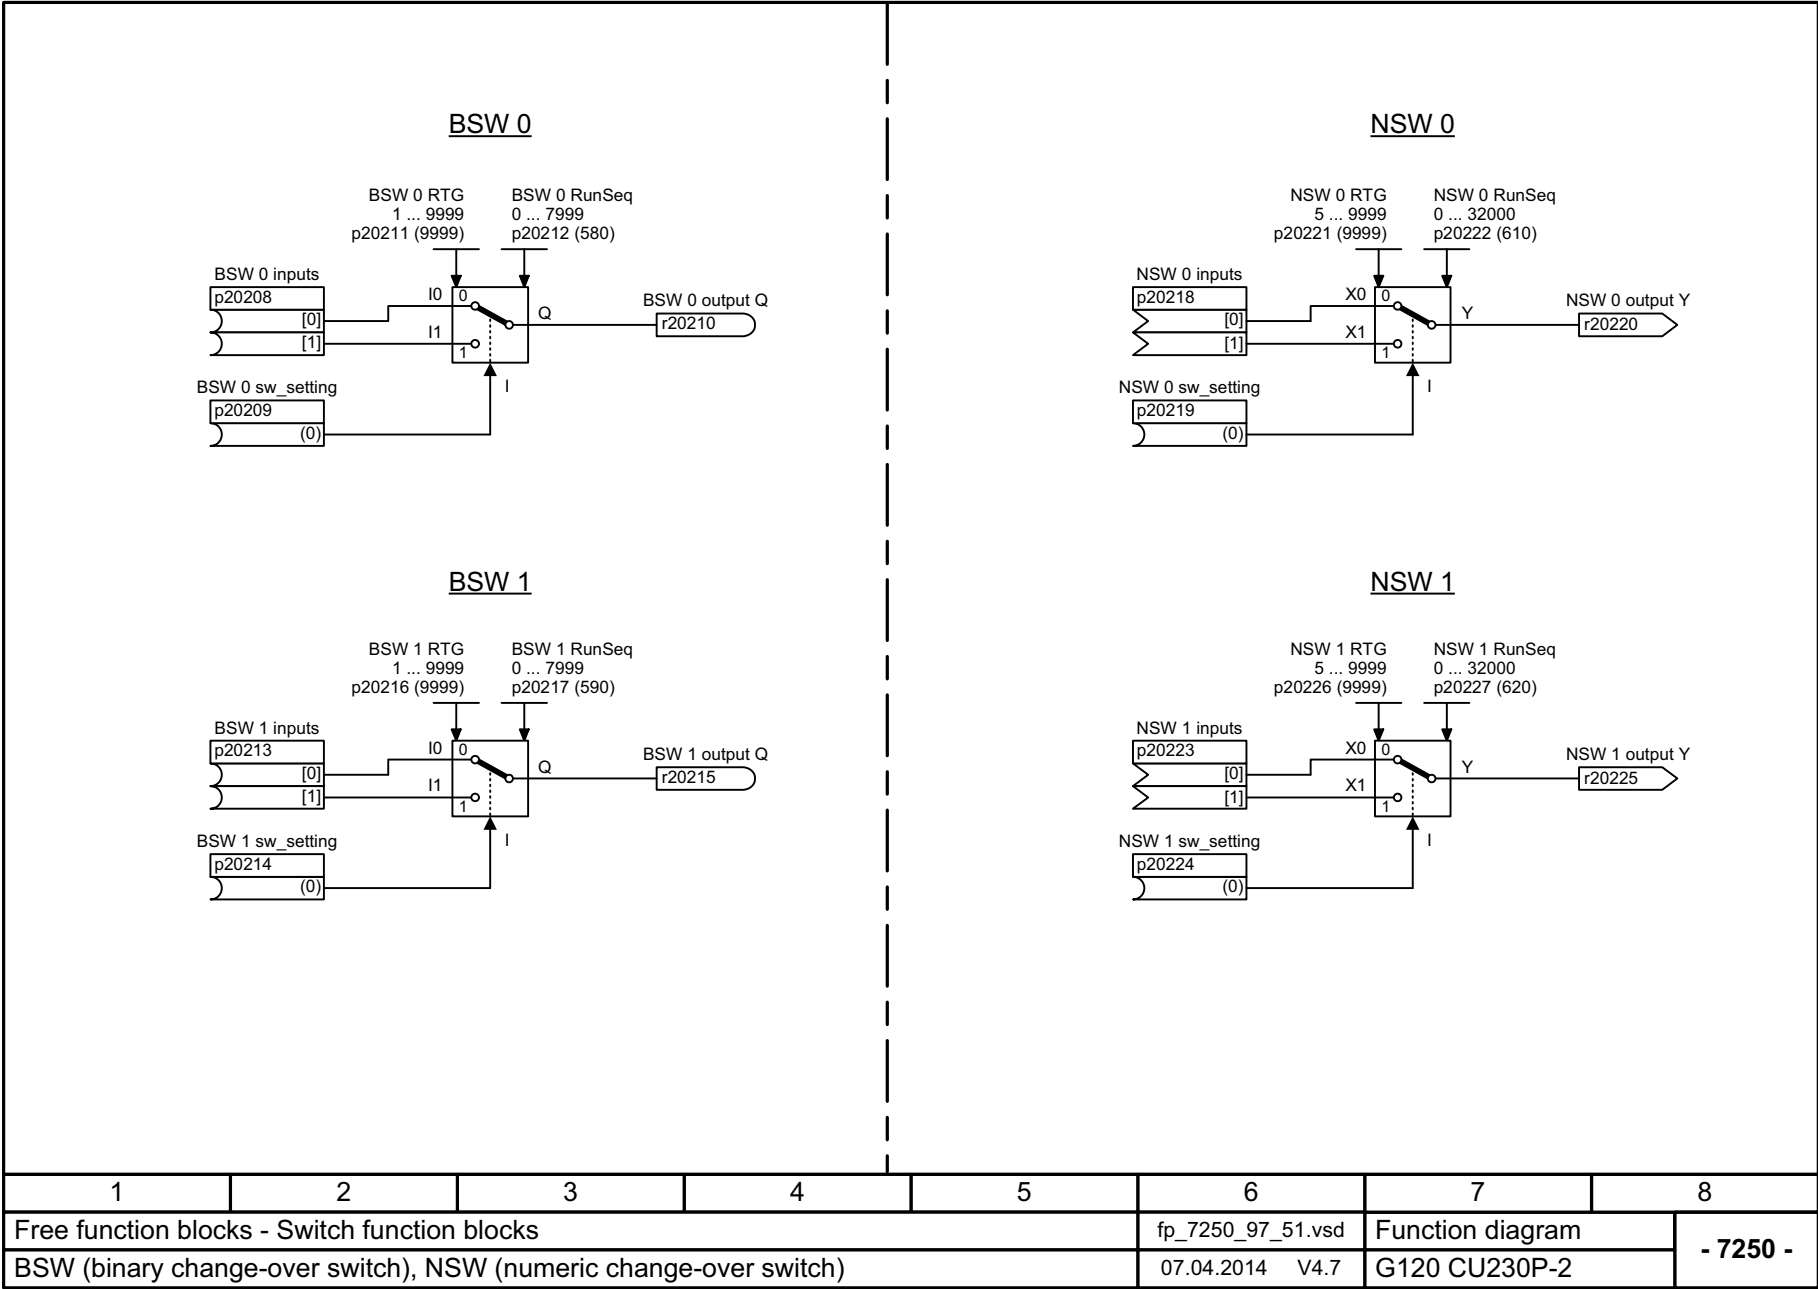 BSW 0
BSW 0 RTG
1 ... 9999
p20211 (9999)
BSW 0 RunSeq
0 ... 7999
p20212 (580)
BSW 0 inputs
p20208
[0]
[1]
I0
I1
0
1
Q
I
BSW 0 output Q
r20210
BSW 0 sw_setting
p20209
(0)
BSW 1
BSW 1 RTG
1 ... 9999
p20216 (9999)
BSW 1 RunSeq
0 ... 7999
p20217 (590)
BSW 1 inputs
p20213
[0]
[1]
I0
I1
0
1
Q
I
BSW 1 output Q
r20215
BSW 1 sw_setting
p20214
(0)
NSW 0
NSW 0 RTG
5 ... 9999
p20221 (9999)
NSW 0 RunSeq
0 ... 32000
p20222 (610)
NSW 0 inputs
p20218
[0]
[1]
X0
X1
0
1
Y
I
NSW 0 output Y
r20220
NSW 0 sw_setting
p20219
(0)
NSW 1
NSW 1 RTG
5 ... 9999
p20226 (9999)
NSW 1 RunSeq
0 ... 32000
p20227 (620)
NSW 1 inputs
p20223
[0]
[1]
X0
X1
0
1
Y
I
NSW 1 output Y
r20225
NSW 1 sw_setting
p20224
(0)
1 2 3 4 5 6 7 8
Free function blocks - Switch function blocks
fp_7250_97_51.vsd
Function diagram
- 7250 -
BSW (binary change-over switch), NSW (numeric change-over switch)
07.04.2014 V4.7
G120 CU230P-2